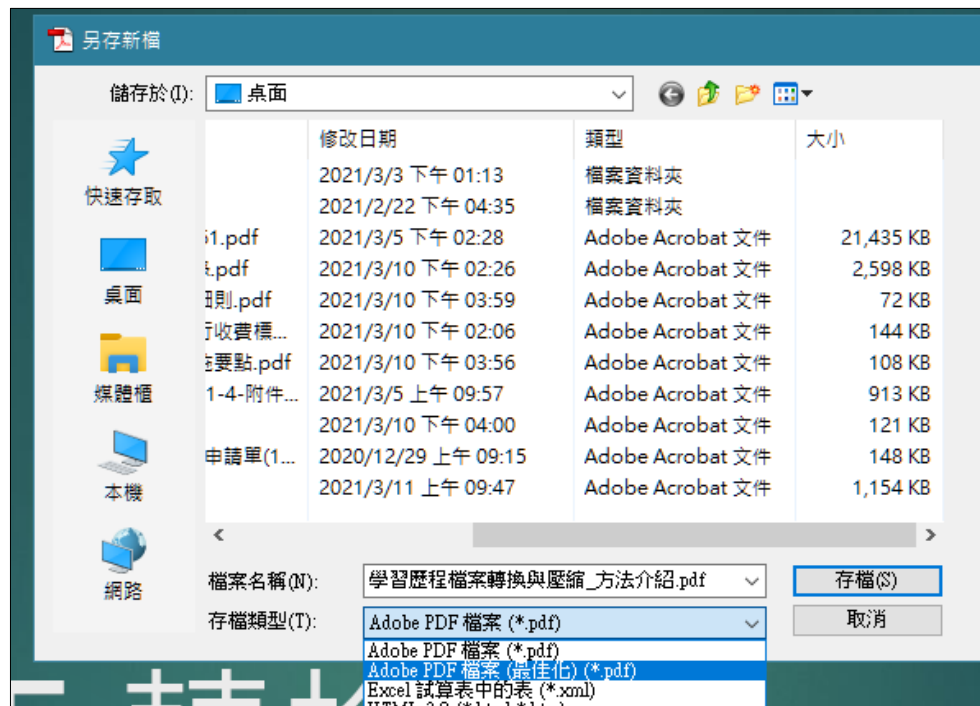 另存新檔
儲存於(I):
桌面
修改日期 類型 大小
2021/3/3 下午 01:13 檔案資料夾
2021/2/22 下午 04:35 檔案資料夾
1.pdf 2021/3/5 下午 02:28 Adobe Acrobat 文件 21,435 KB
.pdf 2021/3/10 下午 02:26 Adobe Acrobat 文件 2,598 KB
則.pdf 2021/3/10 下午 03:59 Adobe Acrobat 文件 72 KB
收費標... 2021/3/10 下午 02:06 Adobe Acrobat 文件 144 KB
要點.pdf 2021/3/10 下午 03:56 Adobe Acrobat 文件 108 KB
1-4-附件... 2021/3/5 上午 09:57 Adobe Acrobat 文件 913 KB
2021/3/10 下午 04:00 Adobe Acrobat 文件 121 KB
申請單(1... 2020/12/29 上午 09:15 Adobe Acrobat 文件 148 KB
2021/3/11 上午 09:47 Adobe Acrobat 文件 1,154 KB
快速存取
桌面
媒體櫃
本機
網路
檔案名稱(N): 學習歷程檔案轉換與壓縮_方法介紹.pdf 存檔(S)
存檔類型(T): Adobe PDF 檔案 (*.pdf) 取消
Adobe PDF 檔案 (*.pdf)
Adobe PDF 檔案 (最佳化) (*.pdf)
Excel 試算表中的表 (*.xml)